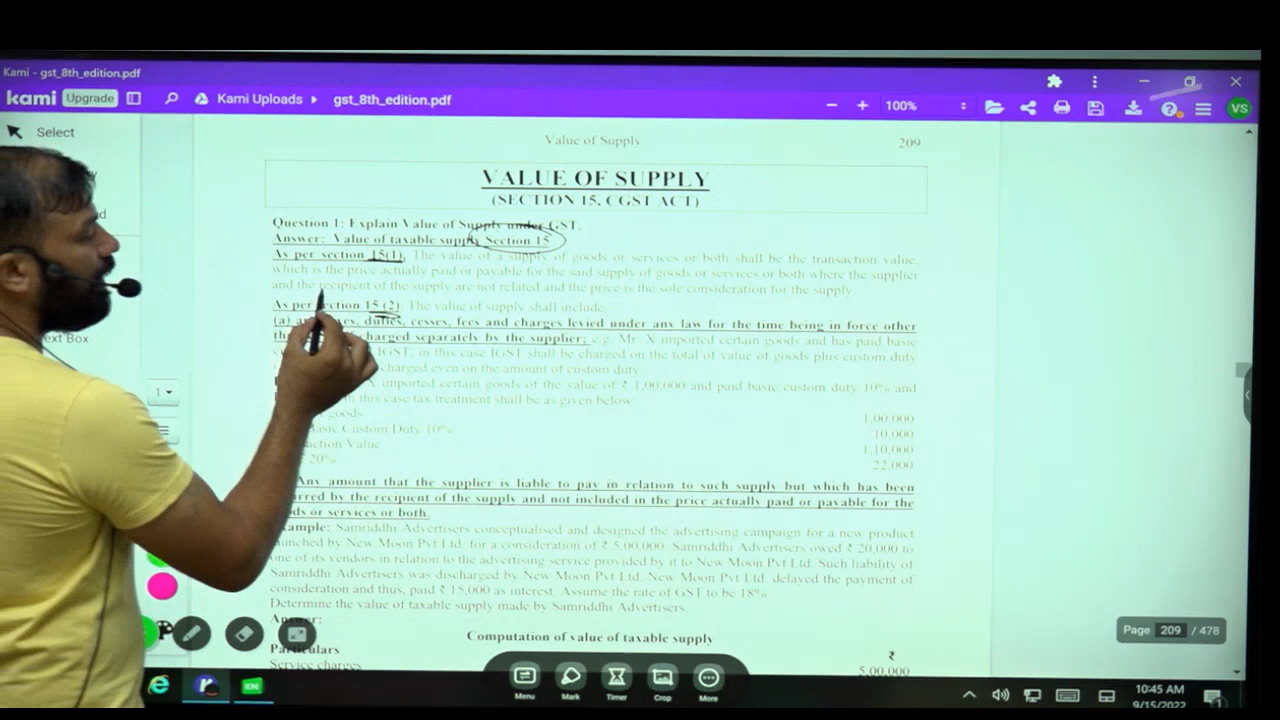 Kami - gst_8th_edition.pdf
kami Upgrade Kami Uploads gst_8th_edition.pdf 100% VS
Select
Value of Supply 209
VALUE OF SUPPLY
(SECTION 15, CGST ACT)
Question 1: Explain Value of Supply under GST.
Answer: Value of taxable supply Section 15
As per section 15(1), The value of a supply of goods or services or both shall be the transaction value,
which is the price actually paid or payable for the said supply of goods or services or both where the supplier
and the recipient of the supply are not related and the price is the sole consideration for the supply.
As per section 15 (2) The value of supply shall include
(a) duties, cesses, fees and charges levied under any law for the time being in force other
charged separately by the supplier; e.g. Mr. X imported certain goods and has paid basic
IGST, in this case IGST shall be charged on the total of value of goods plus custom duty
charged even on the amount of custom duty.
X imported certain goods of the value of ₹ 1,00,000 and paid basic custom duty 10% and
this case tax treatment shall be as given below
goods 1,00,000
Basic Custom Duty 10% 10,000
Value 1,10,000
20% 22,000
Any amount that the supplier is liable to pay in relation to such supply but which has been
by the recipient of the supply and not included in the price actually paid or payable for the
or services or both.
Samriddhi Advertisers conceptualised and designed the advertising campaign for a new product
by New Moon Pvt Ltd. for a consideration of ₹ 5,00,000. Samriddhi Advertisers owed ₹ 20,000 to
one of its vendors in relation to the advertising service provided by it to New Moon Pvt Ltd. Such liability of
Samriddhi Advertisers was discharged by New Moon Pvt Ltd. New Moon Pvt Ltd. delayed the payment of
consideration and thus, paid ₹ 15,000 as interest. Assume the rate of GST to be 18%.
Determine the value of taxable supply made by Samriddhi Advertisers.
Answer:
Computation of value of taxable supply
Particulars ₹
Service charges 5,00,000
Page 209 / 478
Menu Mark Timer Crop More
EN
10:45 AM
9/15/2022